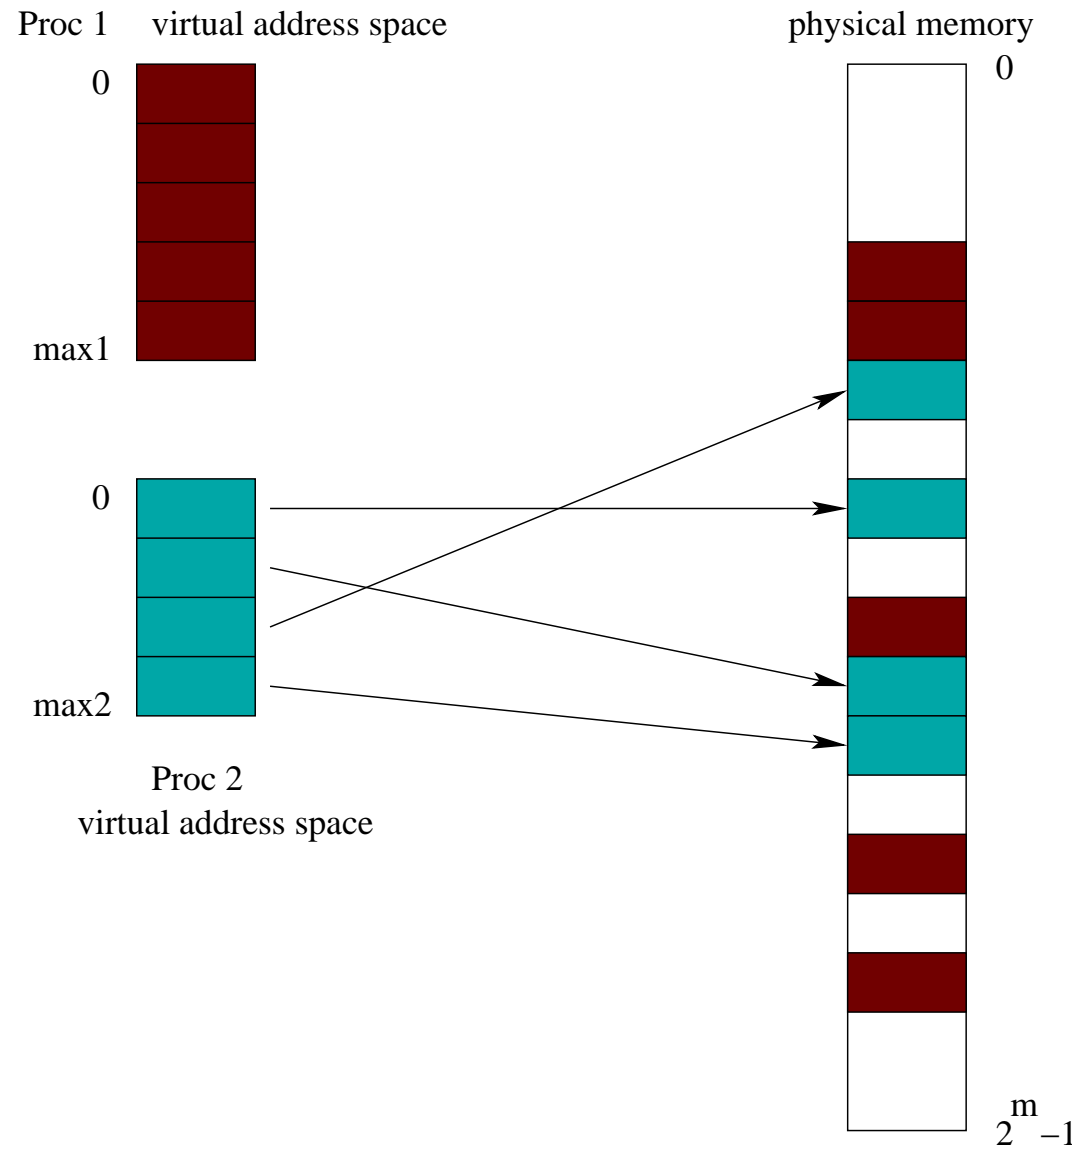 Proc 1 virtual address space
physical memory
0
max1
0
max2
Proc 2
virtual address space
0
2^m –1